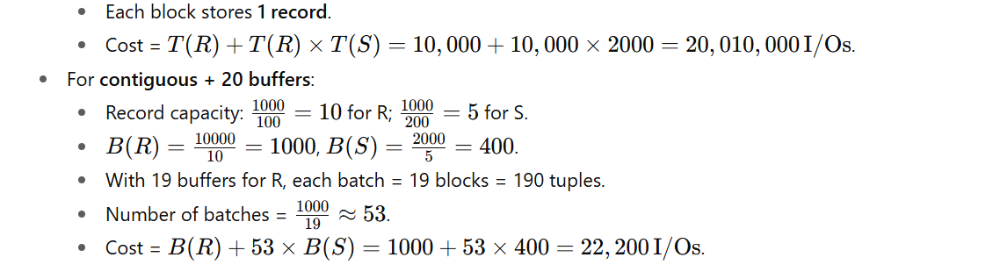 • Each block stores 1 record.
• Cost = T(R) + T(R) × T(S) = 10,000 + 10,000 × 2000 = 20,010,000 I/Os.
• For contiguous + 20 buffers:
• Record capacity: 1000/100 = 10 for R; 1000/200 = 5 for S.
• B(R) = 10000/10 = 1000, B(S) = 2000/5 = 400.
• With 19 buffers for R, each batch = 19 blocks = 190 tuples.
• Number of batches = 1000/19 ≈ 53.
• Cost = B(R) + 53 × B(S) = 1000 + 53 × 400 = 22,200 I/Os.